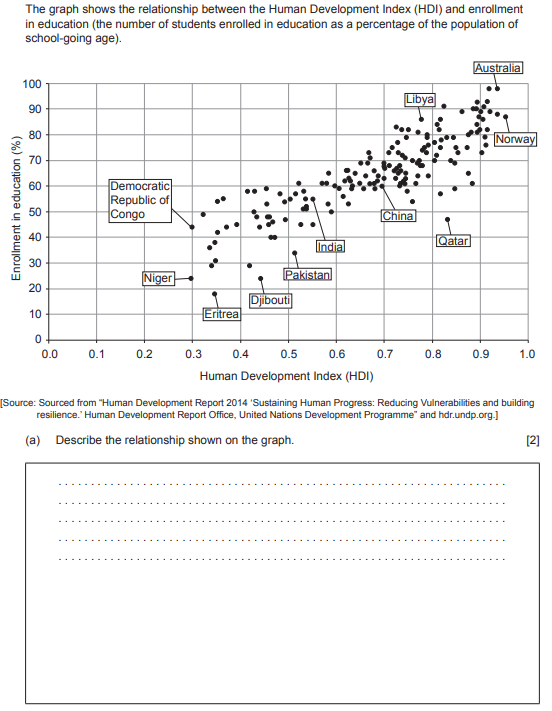 The graph shows the relationship between the Human Development Index (HDI) and enrollment
in education (the number of students enrolled in education as a percentage of the population of
school-going age).
Australia
100
Libya
90
80
Norway
70
Enrollment in education (%)
60
Democratic
Republic of
Congo
50
China
40
Qatar
India
30
Niger
Pakistan
20
Djibouti
Eritrea
10
0
0.0 0.1 0.2 0.3 0.4 0.5 0.6 0.7 0.8 0.9 1.0
Human Development Index (HDI)
[Source: Sourced from “Human Development Report 2014 ‘Sustaining Human Progress: Reducing Vulnerabilities and building
resilience.’ Human Development Report Office, United Nations Development Programme” and hdr.undp.org.]
(a) Describe the relationship shown on the graph. [2]